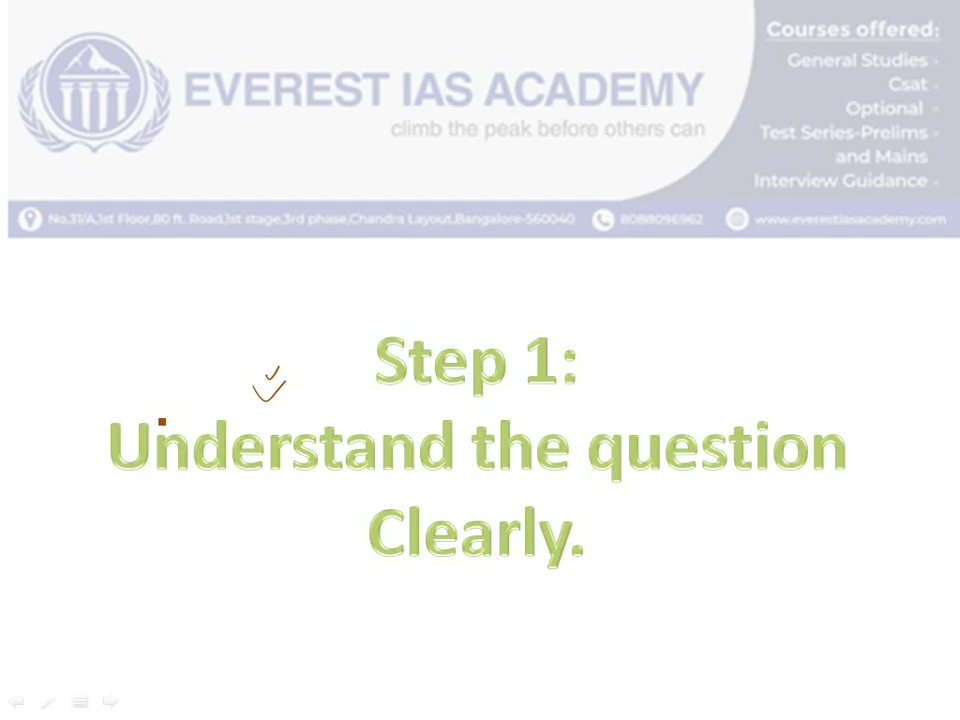 Courses offered:
General Studies
Csat
Optional
Test Series-Prelims
and Mains
Interview Guidance
EVEREST IAS ACADEMY
climb the peak before others can
No.31/A,1st Floor,80 ft. Road,1st stage,3rd phase,Chandra Layout,Bangalore-560040
8088096962
www.everestiasacademy.com
Step 1:
Understand the question
Clearly.